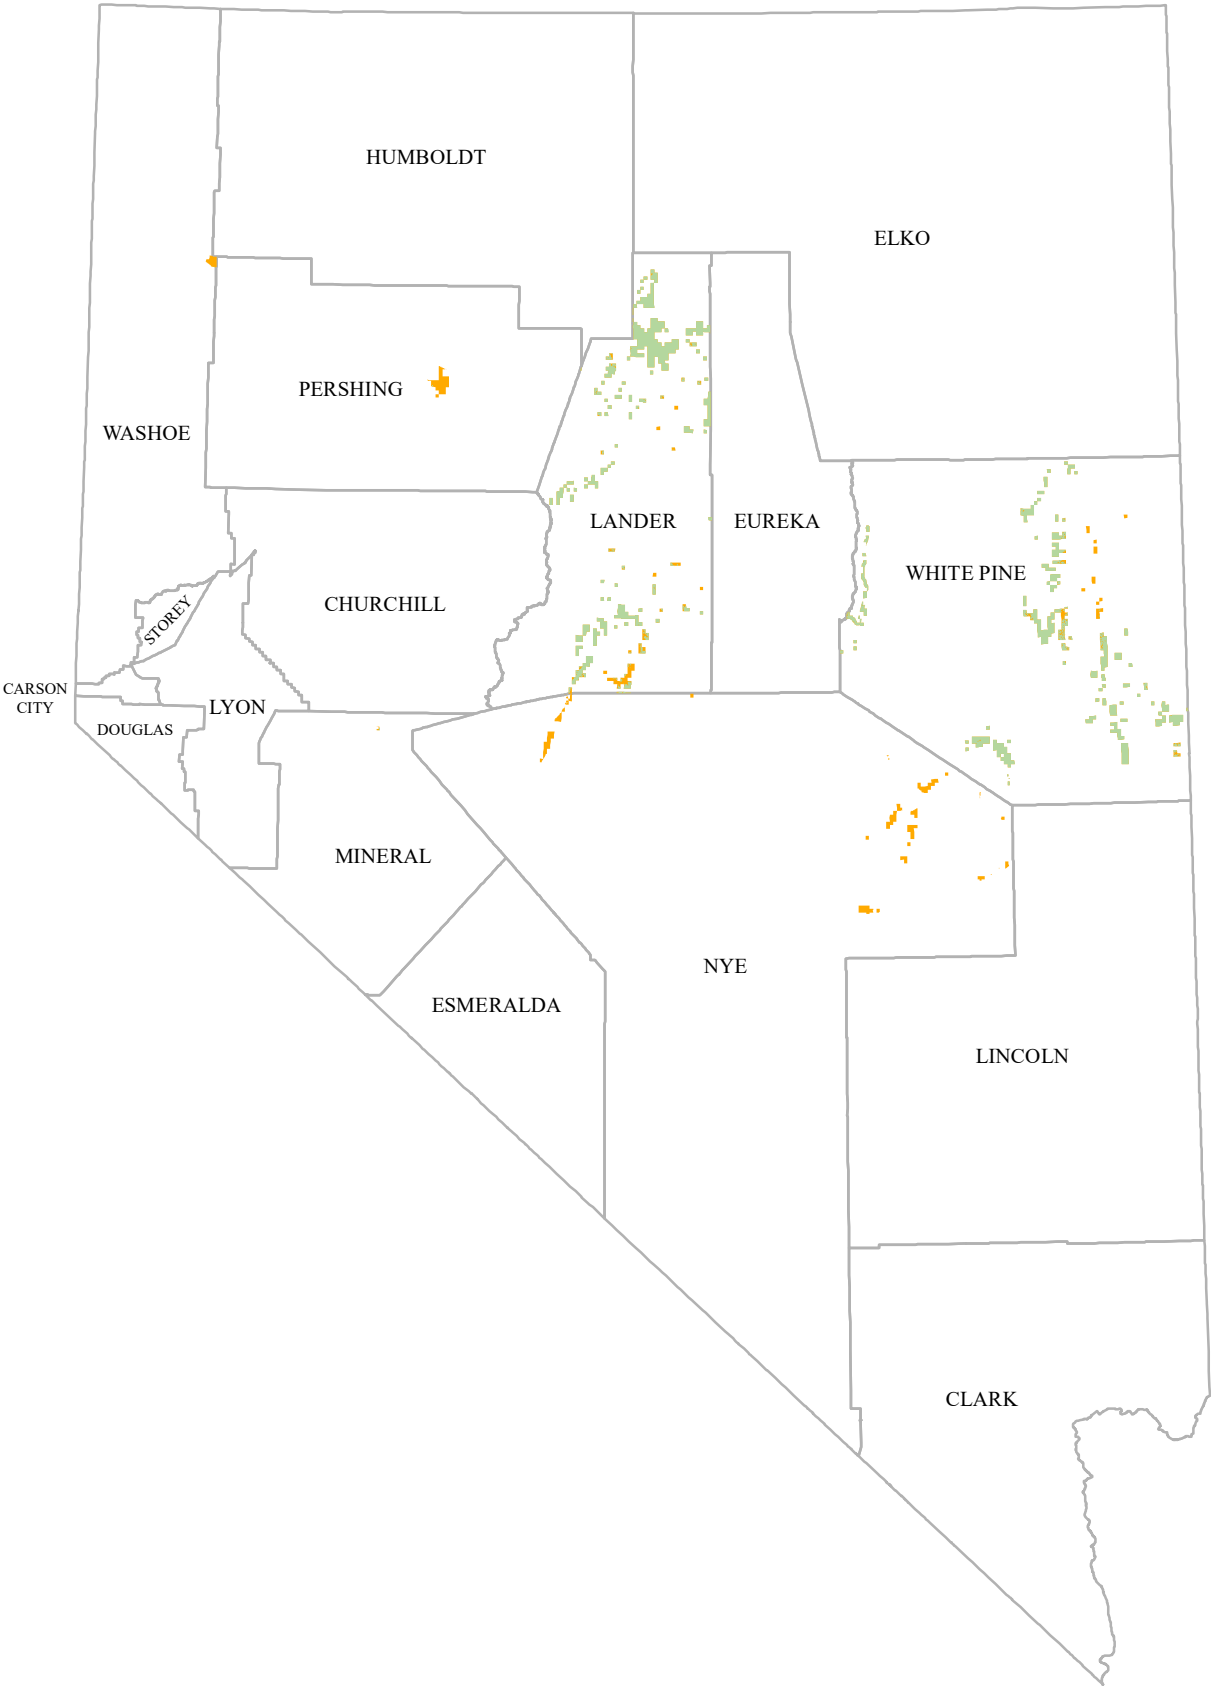 HUMBOLDT
ELKO
PERSHING
WASHOE
LANDER
EUREKA
WHITE PINE
CHURCHILL
STOREY
CARSON
CITY
LYON
DOUGLAS
MINERAL
NYE
ESMERALDA
LINCOLN
CLARK